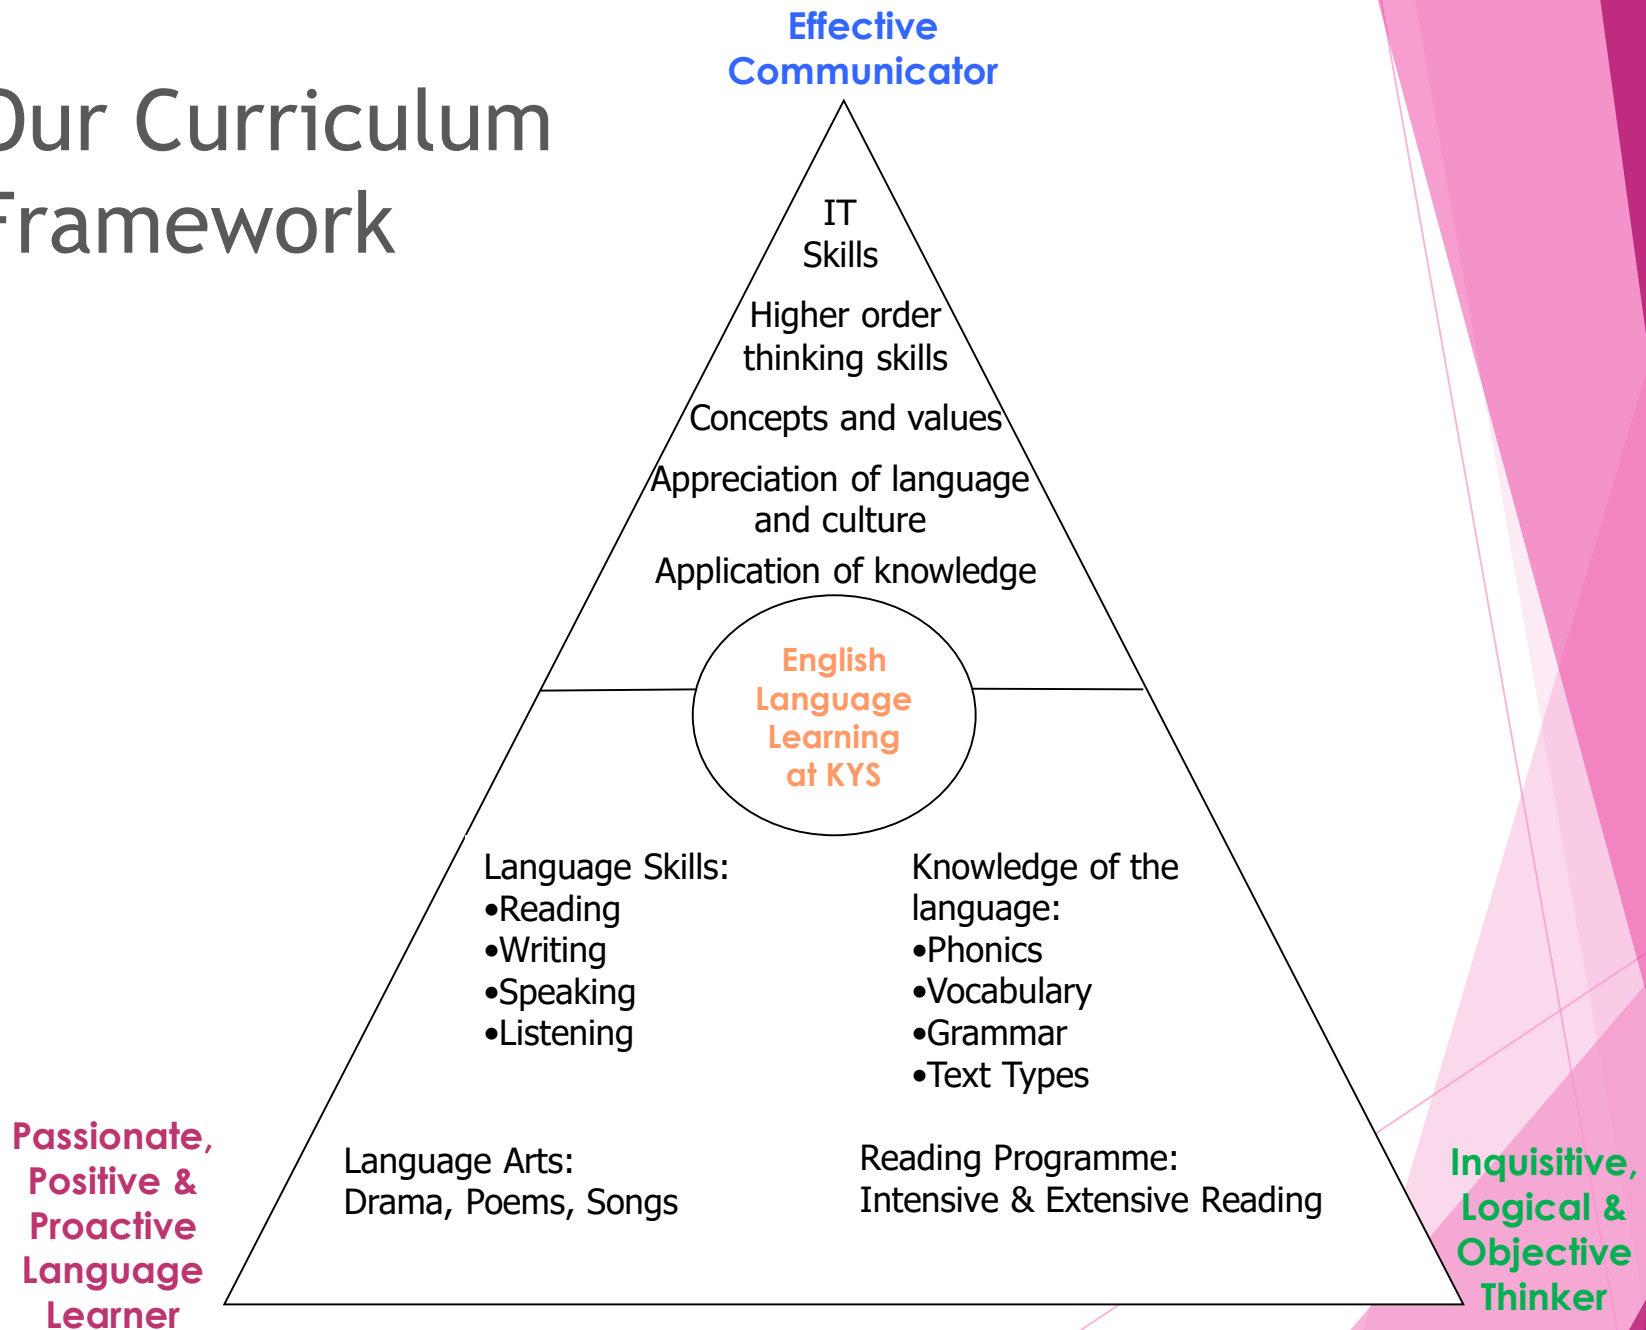 Effective
Communicator
Our Curriculum
Framework
IT
Skills
Higher order
thinking skills
Concepts and values
Appreciation of language
and culture
Application of knowledge
English
Language
Learning
at KYS
Language Skills:
•Reading
•Writing
•Speaking
•Listening
Knowledge of the
language:
•Phonics
•Vocabulary
•Grammar
•Text Types
Language Arts:
Drama, Poems, Songs
Reading Programme:
Intensive & Extensive Reading
Passionate,
Positive &
Proactive
Language
Learner
Inquisitive,
Logical &
Objective
Thinker